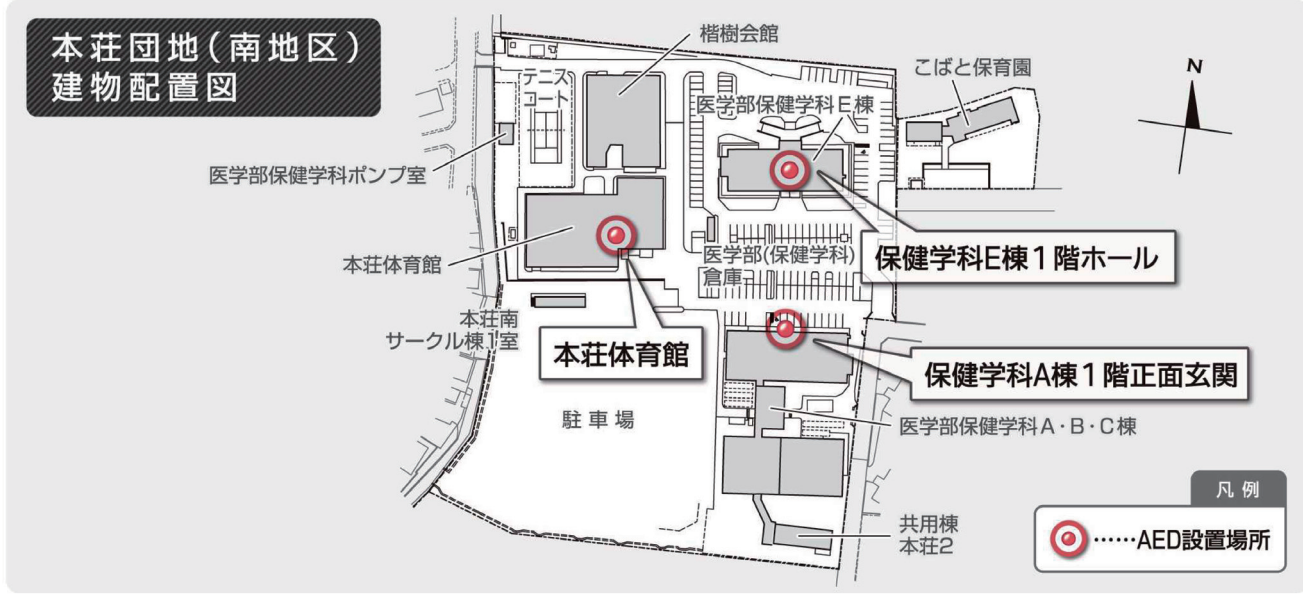 本荘団地(南地区)
建物配置図
楷樹会館
こばと保育園
N
テニス
コート
医学部保健学科E棟
医学部保健学科ポンプ室
本荘体育館
医学部(保健学科)
倉庫
保健学科E棟1階ホール
本荘南
サークル棟1室
本荘体育館
保健学科A棟1階正面玄関
駐車場
医学部保健学科A・B・C棟
共用棟
本荘2
凡例
……AED設置場所